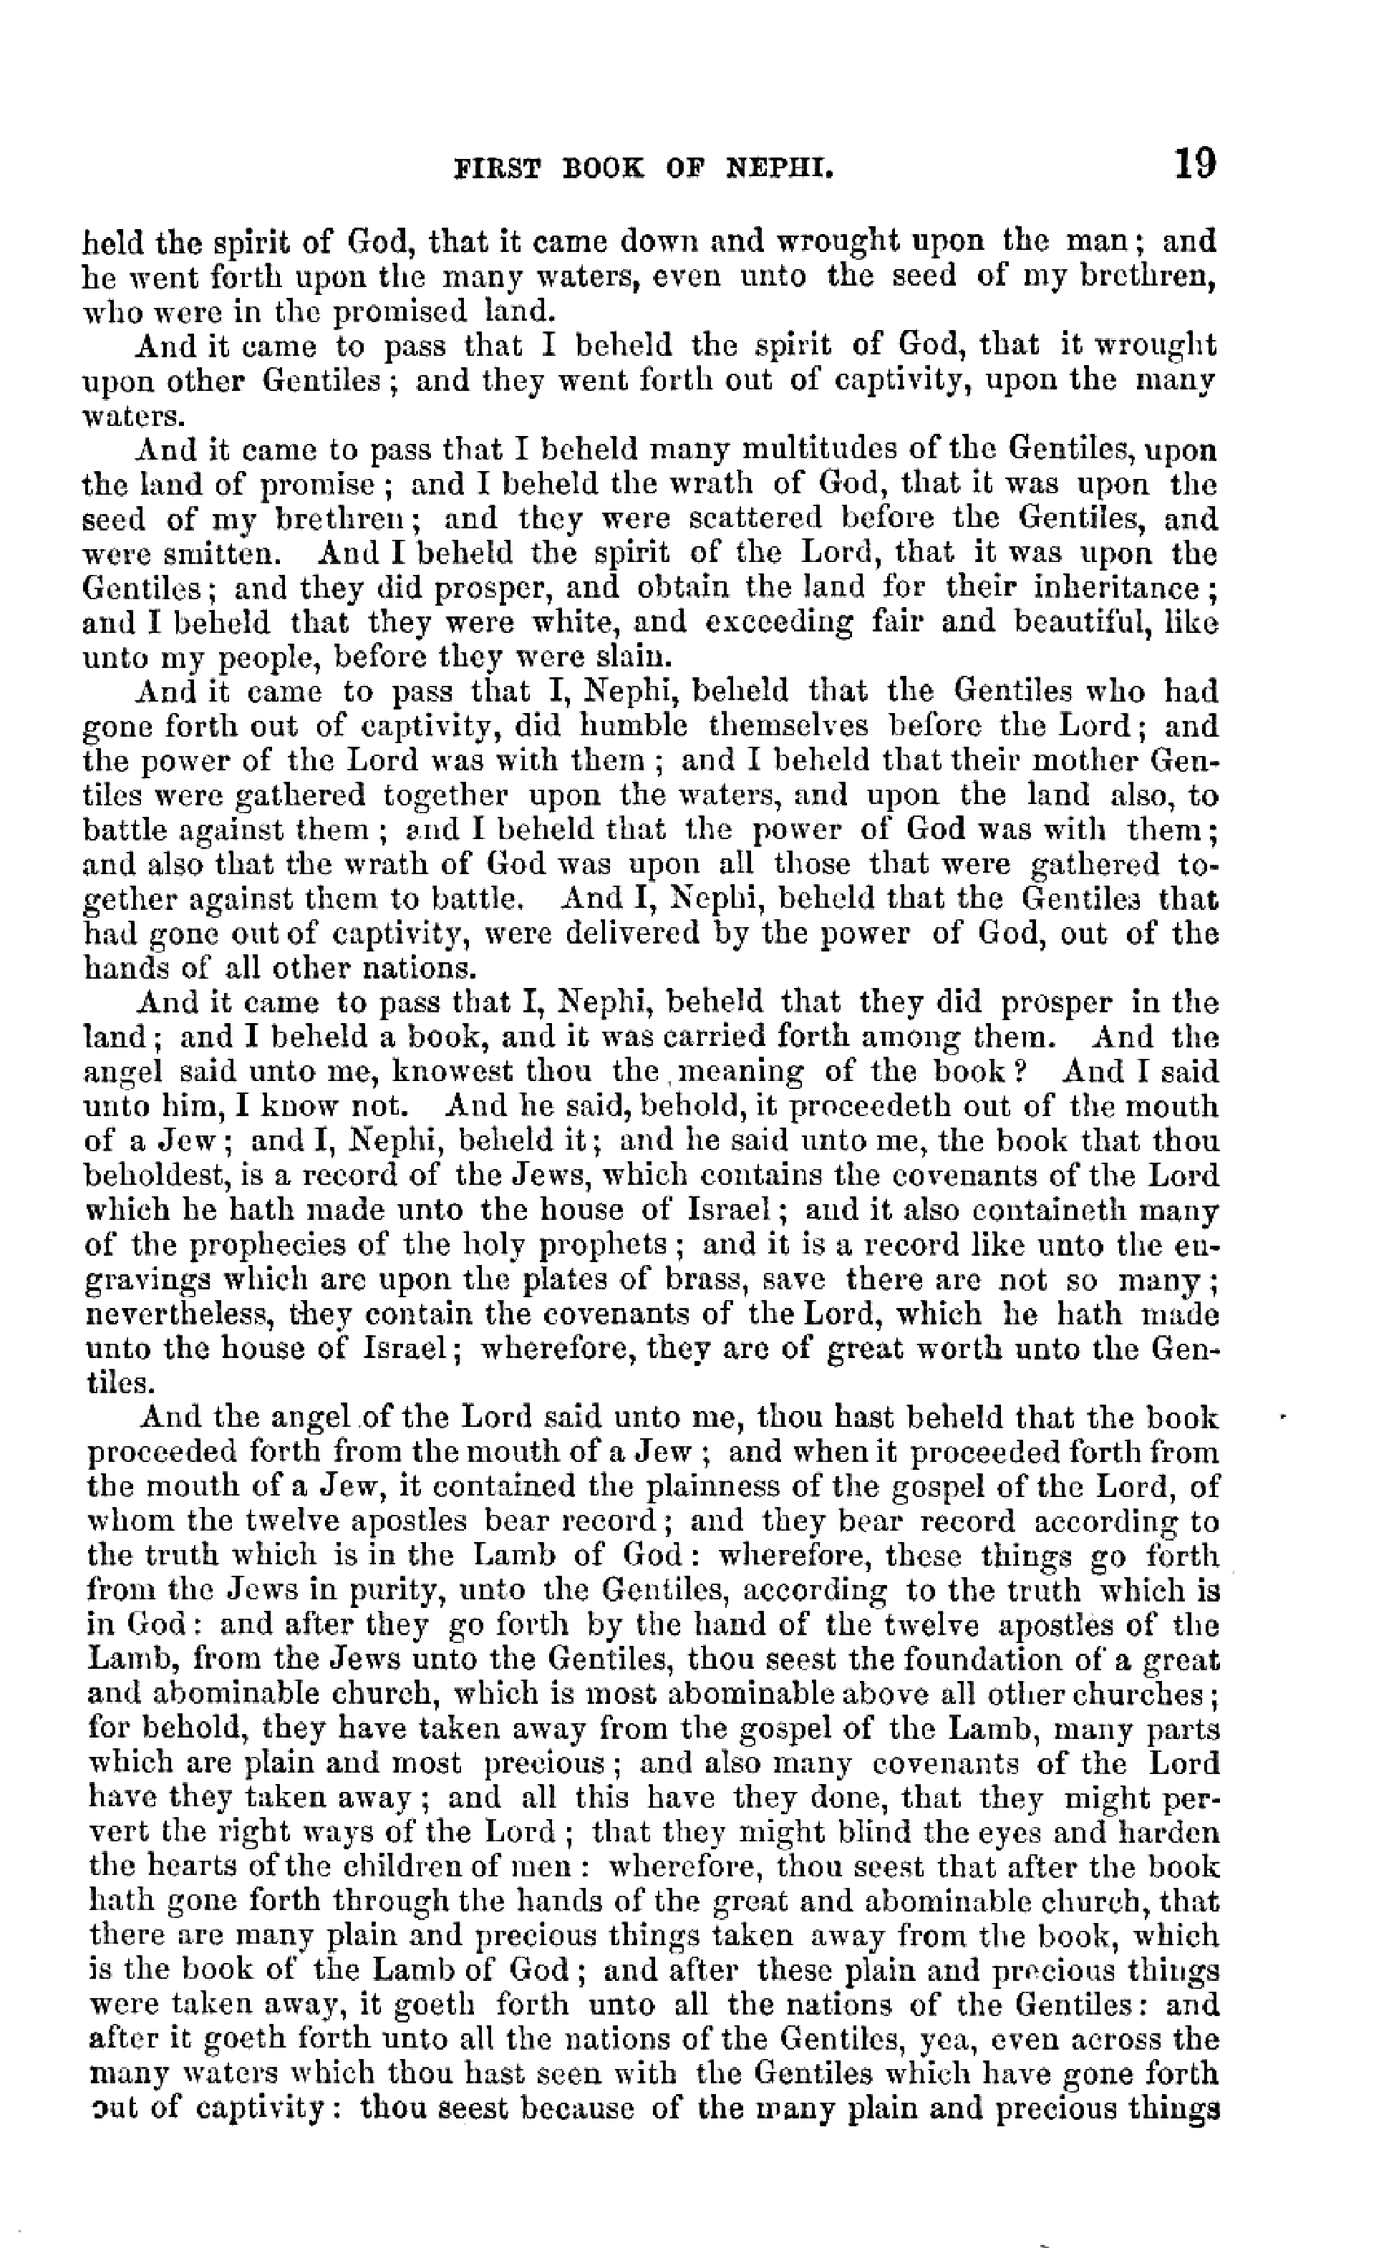 FIRST BOOK OF NEPHI. 19
held the spirit of God, that it came down and wrought upon the man; and
he went forth upon the many waters, even unto the seed of my brethren,
who were in the promised land.
And it came to pass that I beheld the spirit of God, that it wrought
upon other Gentiles; and they went forth out of captivity, upon the many
waters.
And it came to pass that I beheld many multitudes of the Gentiles, upon
the land of promise; and I beheld the wrath of God, that it was upon the
seed of my brethren; and they were scattered before the Gentiles, and
were smitten. And I beheld the spirit of the Lord, that it was upon the
Gentiles; and they did prosper, and obtain the land for their inheritance;
and I beheld that they were white, and exceeding fair and beautiful, like
unto my people, before they were slain.
And it came to pass that I, Nephi, beheld that the Gentiles who had
gone forth out of captivity, did humble themselves before the Lord; and
the power of the Lord was with them; and I beheld that their mother Gen-
tiles were gathered together upon the waters, and upon the land also, to
battle against them; and I beheld that the power of God was with them;
and also that the wrath of God was upon all those that were gathered to-
gether against them to battle. And I, Nephi, beheld that the Gentiles that
had gone out of captivity, were delivered by the power of God, out of the
hands of all other nations.
And it came to pass that I, Nephi, beheld that they did prosper in the
land; and I beheld a book, and it was carried forth among them. And the
angel said unto me, knowest thou the meaning of the book? And I said
unto him, I know not. And he said, behold, it proceedeth out of the mouth
of a Jew; and I, Nephi, beheld it; and he said unto me, the book that thou
beholdest, is a record of the Jews, which contains the covenants of the Lord
which he hath made unto the house of Israel; and it also containeth many
of the prophecies of the holy prophets; and it is a record like unto the en-
gravings which are upon the plates of brass, save there are not so many;
nevertheless, they contain the covenants of the Lord, which he hath made
unto the house of Israel; wherefore, they are of great worth unto the Gen-
tiles.
And the angel of the Lord said unto me, thou hast beheld that the book
proceeded forth from the mouth of a Jew; and when it proceeded forth from
the mouth of a Jew, it contained the plainness of the gospel of the Lord, of
whom the twelve apostles bear record; and they bear record according to
the truth which is in the Lamb of God: wherefore, these things go forth
from the Jews in purity, unto the Gentiles, according to the truth which is
in God: and after they go forth by the hand of the twelve apostles of the
Lamb, from the Jews unto the Gentiles, thou seest the foundation of a great
and abominable church, which is most abominable above all other churches;
for behold, they have taken away from the gospel of the Lamb, many parts
which are plain and most precious; and also many covenants of the Lord
have they taken away; and all this have they done, that they might per-
vert the right ways of the Lord; that they might blind the eyes and harden
the hearts of the children of men: wherefore, thou seest that after the book
hath gone forth through the hands of the great and abominable church, that
there are many plain and precious things taken away from the book, which
is the book of the Lamb of God; and after these plain and precious things
were taken away, it goeth forth unto all the nations of the Gentiles: and
after it goeth forth unto all the nations of the Gentiles, yea, even across the
many waters which thou hast seen with the Gentiles which have gone forth
out of captivity: thou seest because of the many plain and precious things